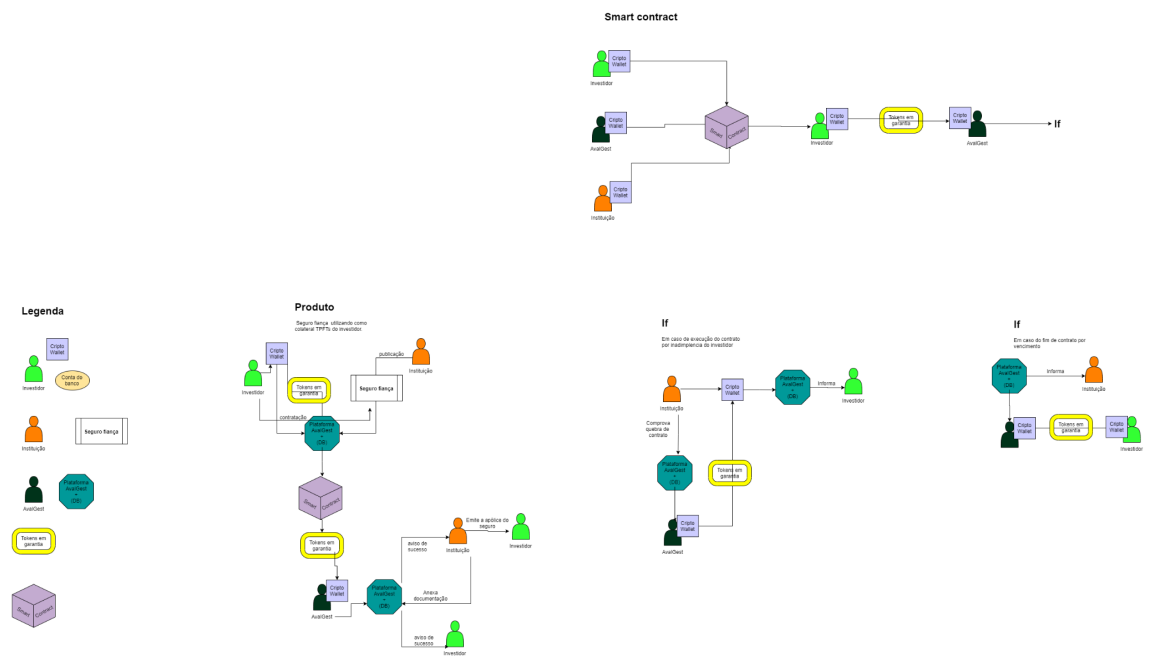 Smart contract
Cripto
Wallet
Investidor
Cripto
Wallet
AvalGest
Cripto
Wallet
Instituição
Smart
Contract
Cripto
Wallet
Investidor
Tokens em
garantia
Cripto
Wallet
AvalGest
If
Legenda
Cripto
Wallet
Investidor
Conta do
banco
Instituição
Seguro fiança
AvalGest
Plataforma
AvalGest
+
(DB)
Tokens em
garantia
Smart
Contract
Produto
Seguro fiança utilizando como
colateral TPFTs do investidor.
Cripto
Wallet
Investidor
Tokens em
garantia
publicação
Instituição
Seguro fiança
contratação
Plataforma
AvalGest
+
(DB)
Smart
Contract
Tokens em
garantia
Cripto
Wallet
AvalGest
Plataforma
AvalGest
+
(DB)
aviso de
sucesso
Instituição
Emite a apólice do
seguro
Investidor
Anexa
documentação
aviso de
sucesso
Investidor
If
Em caso de execução do contrato
por inadimplencia do investidor
Instituição
Cripto
Wallet
Plataforma
AvalGest
+
(DB)
Informa
Investidor
Comprova
quebra de
contrato
Plataforma
AvalGest
+
(DB)
Tokens em
garantia
Cripto
Wallet
AvalGest
If
Em caso do fim de contrato por
vencimento
Plataforma
AvalGest
+
(DB)
Informa
Instituição
Cripto
Wallet
AvalGest
Tokens em
garantia
Cripto
Wallet
Investidor